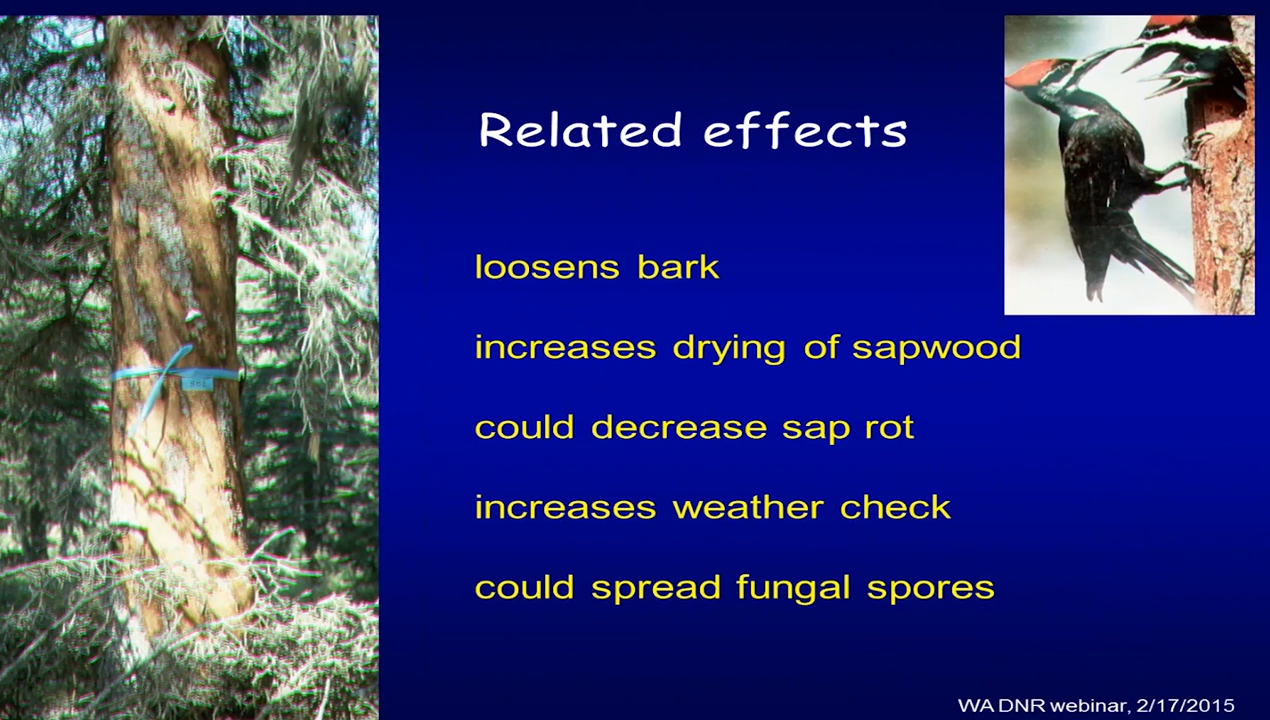 Related effects
loosens bark
increases drying of sapwood
could decrease sap rot
increases weather check
could spread fungal spores
WA DNR webinar, 2/17/2015